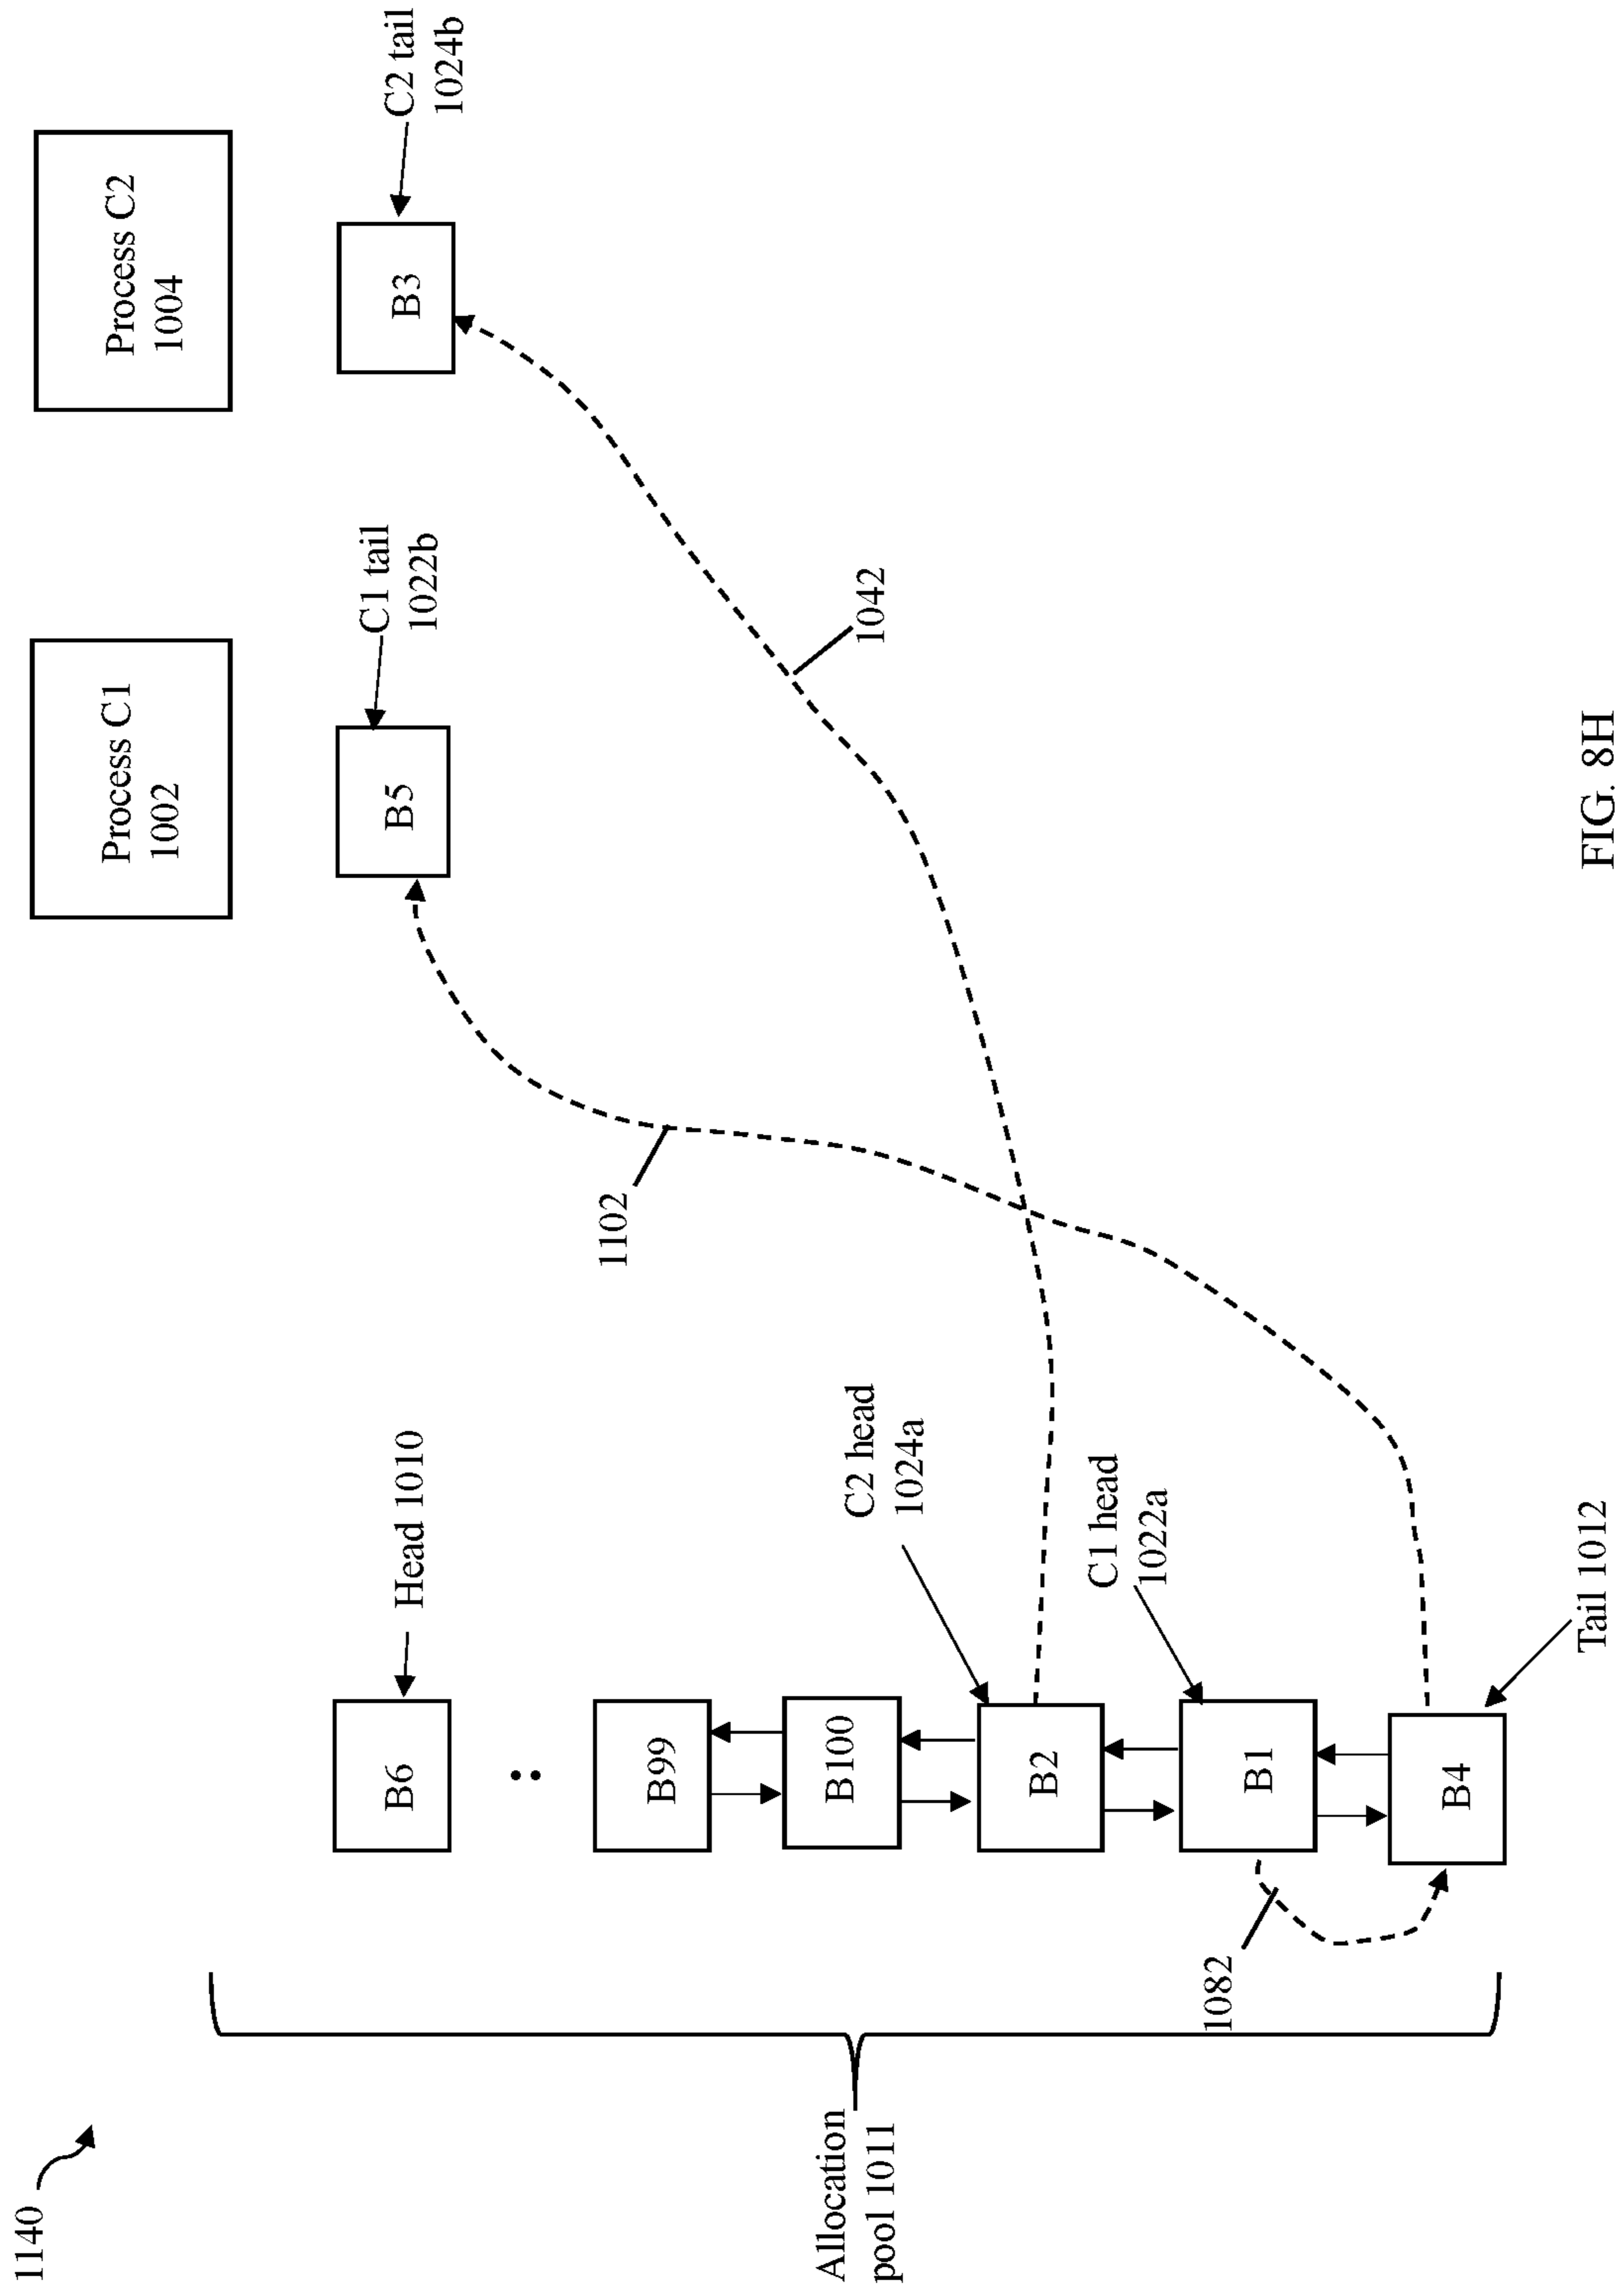 1140
Process C1
1002
Process C2
1004
Allocation
pool 1011
B6
Head 1010
B5
C1 tail
1022b
B3
C2 tail
1024b
B99
B100
B2
C2 head
1024a
B1
C1 head
1022a
B4
Tail 1012
1082
1102
1042
FIG. 8H